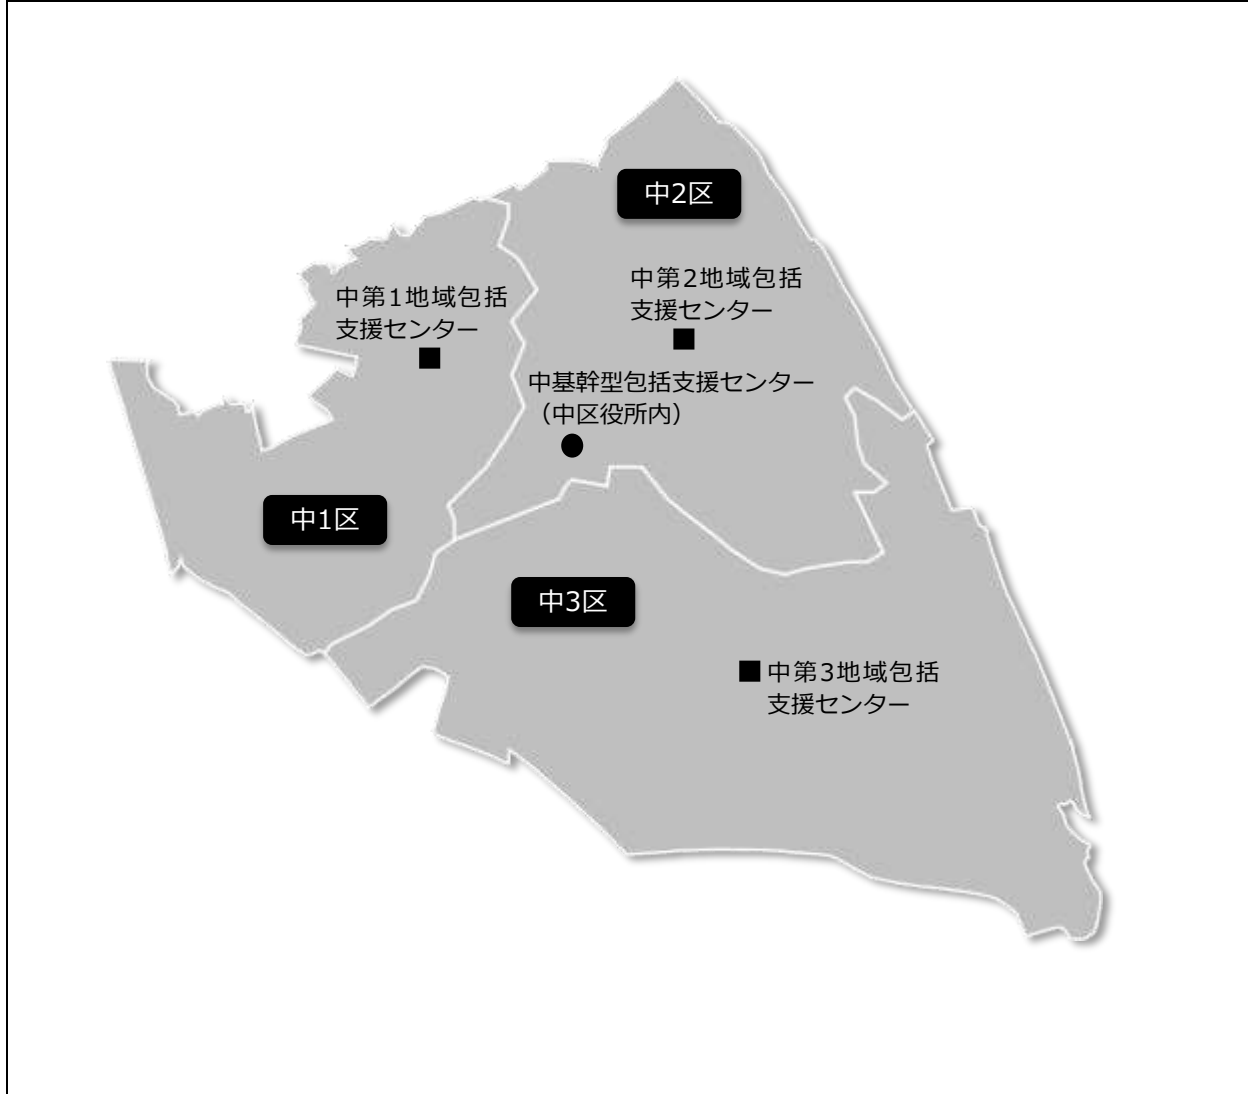 中2区
中第2地域包括
支援センター
中第1地域包括
支援センター
中基幹型包括支援センター
（中区役所内）
中1区
中3区
中第3地域包括
支援センター